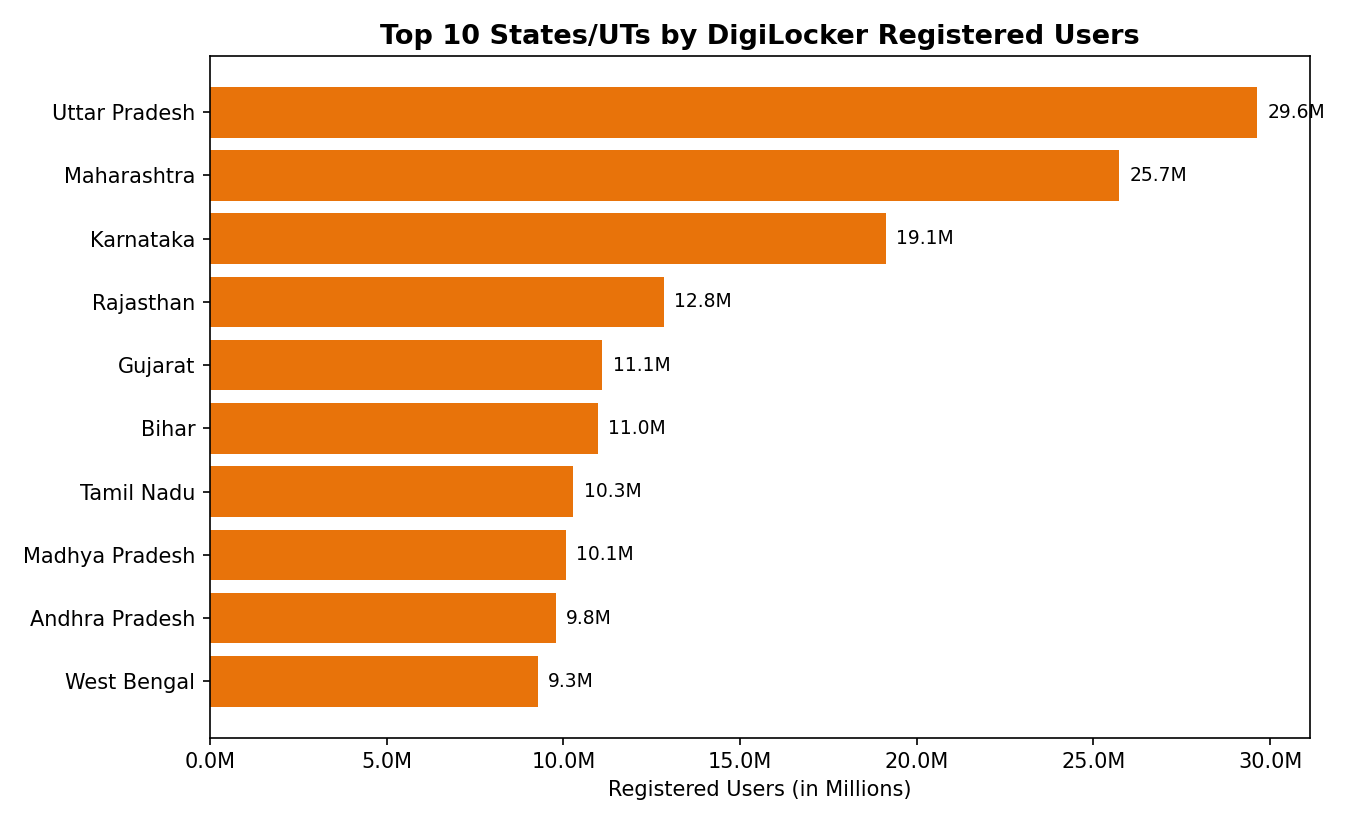 Top 10 States/UTs by DigiLocker Registered Users
Uttar Pradesh 29.6M
Maharashtra 25.7M
Karnataka 19.1M
Rajasthan 12.8M
Gujarat 11.1M
Bihar 11.0M
Tamil Nadu 10.3M
Madhya Pradesh 10.1M
Andhra Pradesh 9.8M
West Bengal 9.3M
0.0M 5.0M 10.0M 15.0M 20.0M 25.0M 30.0M
Registered Users (in Millions)